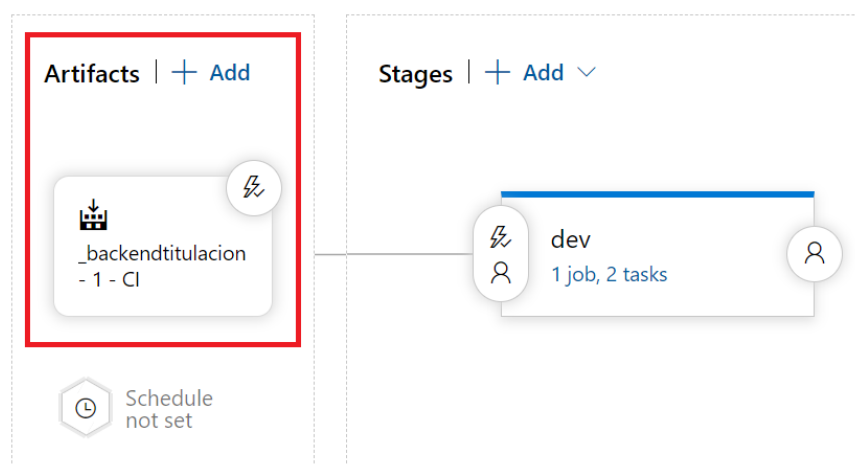 Artifacts | + Add
Stages | + Add
_backendtitulacion
- 1 - CI
dev
1 job, 2 tasks
Schedule
not set